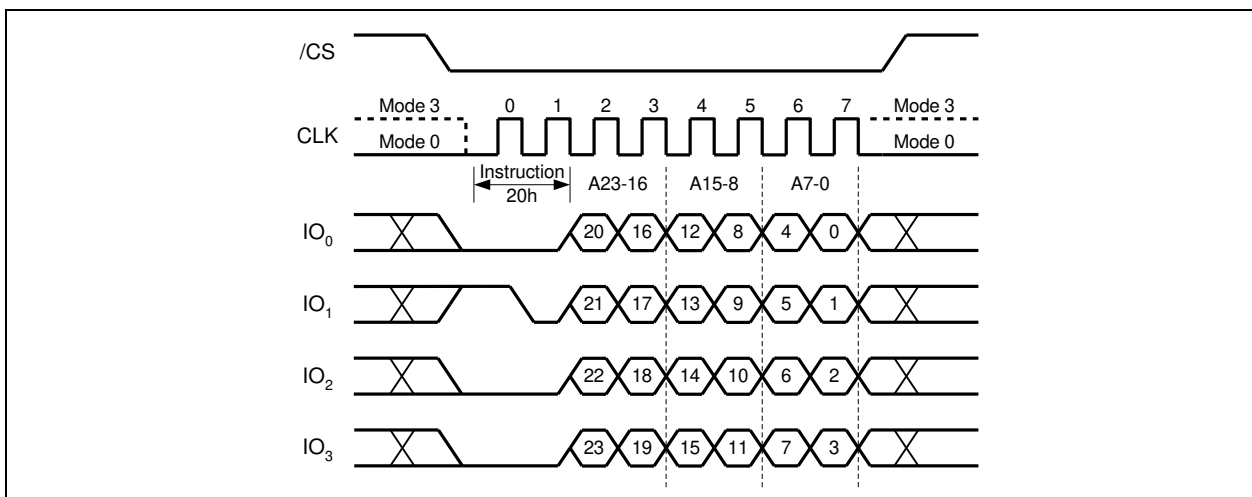 /CS
Mode 3 0 1 2 3 4 5 6 7 Mode 3
CLK
Mode 0 Mode 0
Instruction
20h
A23-16 A15-8 A7-0
IO0 20 16 12 8 4 0
IO1 21 17 13 9 5 1
IO2 22 18 14 10 6 2
IO3 23 19 15 11 7 3